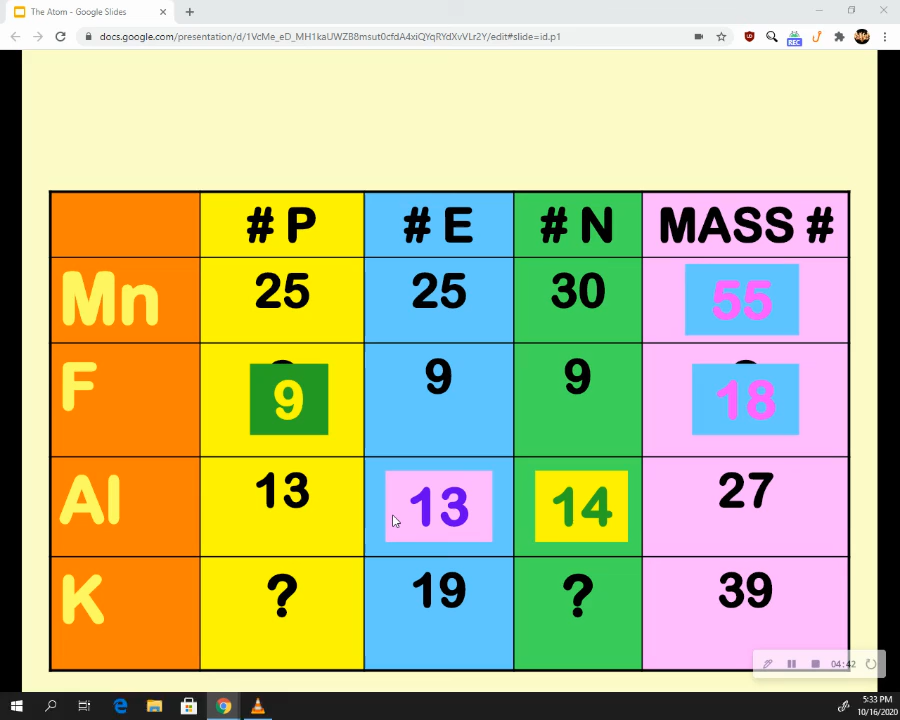 The Atom - Google Slides
docs.google.com/presentation/d/1VcMe_eD_MH1kaUWZB8msut0cfdA4xiQYqRYdXvVLr2Y/edit#slide=id.p1
REC
# P # E # N MASS #
Mn 25 25 30 55
F 9 9 9 18
Al 13 13 14 27
K ? 19 ? 39
04:42
5:33 PM
10/16/2020